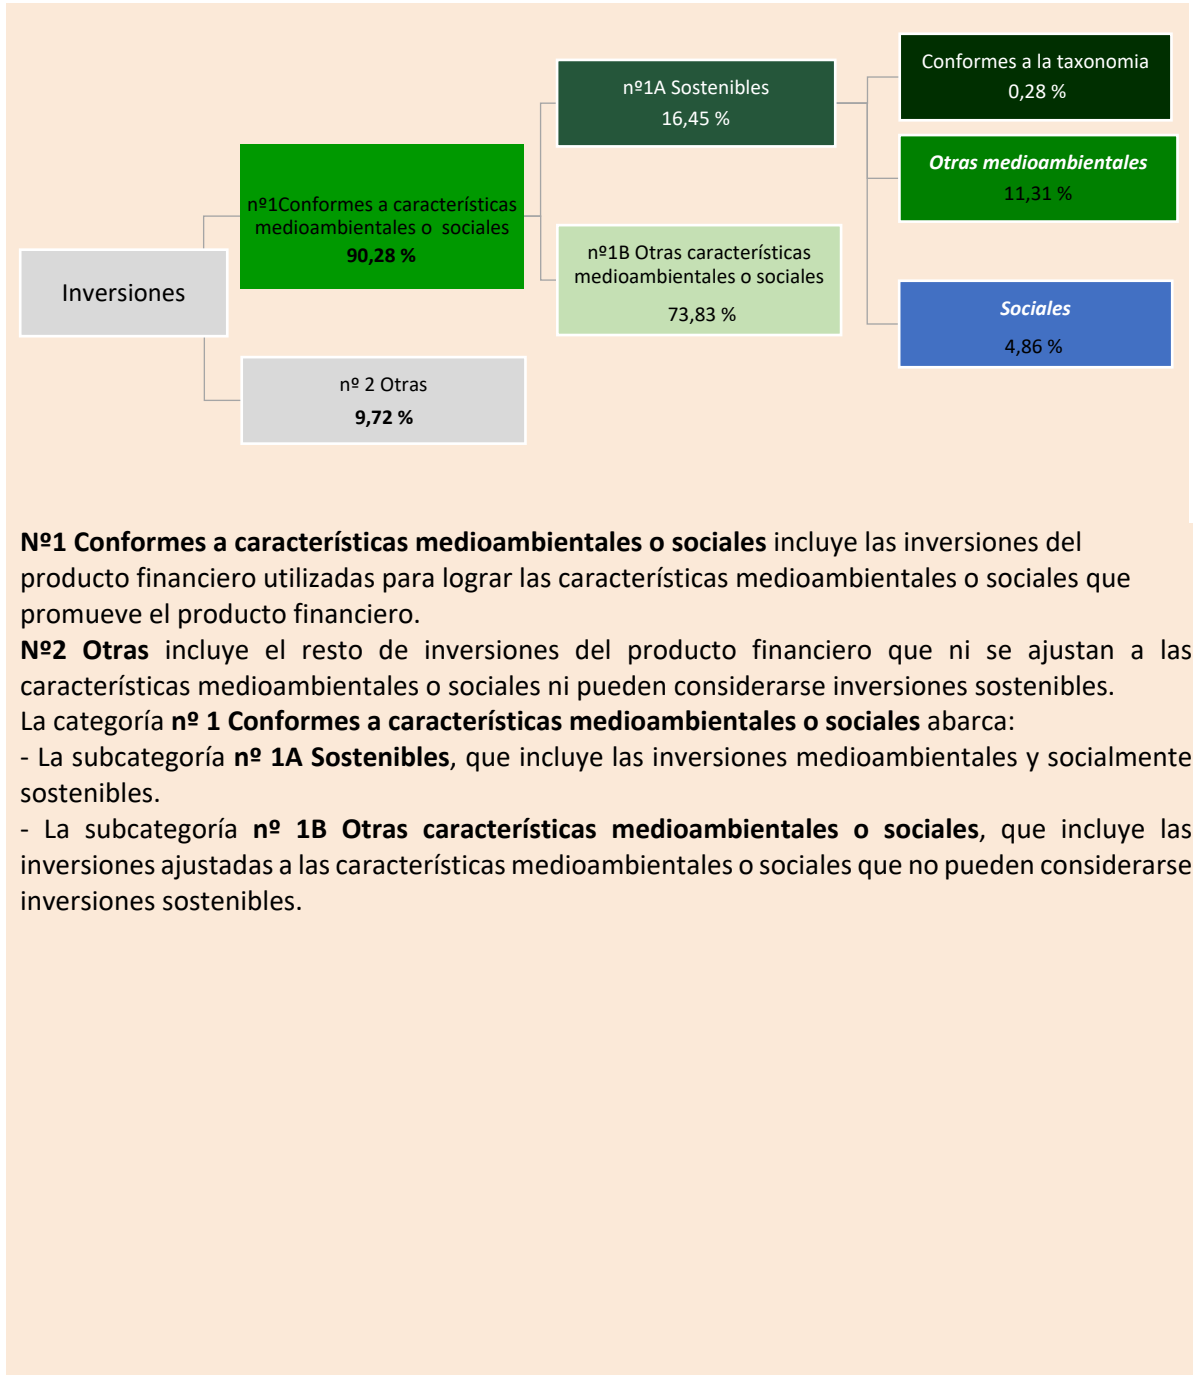 Conformes a la taxonomia
0,28 %
nº1A Sostenibles
16,45 %
Otras medioambientales
11,31 %
nº1Conformes a características
medioambientales o sociales
90,28 %
nº1B Otras características
medioambientales o sociales
73,83 %
Inversiones
Sociales
4,86 %
nº 2 Otras
9,72 %
Nº1 Conformes a características medioambientales o sociales incluye las inversiones del
producto financiero utilizadas para lograr las características medioambientales o sociales que
promueve el producto financiero.
Nº2 Otras incluye el resto de inversiones del producto financiero que ni se ajustan a las
características medioambientales o sociales ni pueden considerarse inversiones sostenibles.
La categoría nº 1 Conformes a características medioambientales o sociales abarca:
- La subcategoría nº 1A Sostenibles, que incluye las inversiones medioambientales y socialmente
sostenibles.
- La subcategoría nº 1B Otras características medioambientales o sociales, que incluye las
inversiones ajustadas a las características medioambientales o sociales que no pueden considerarse
inversiones sostenibles.